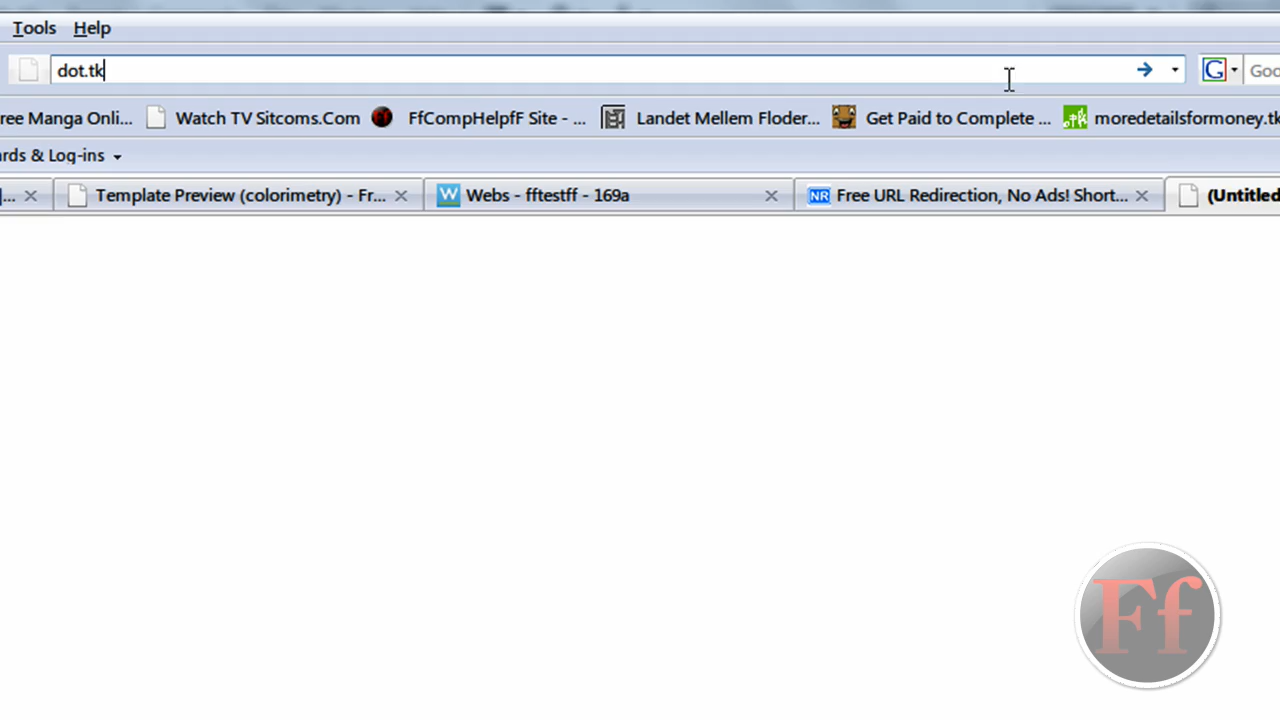 Tools Help
dot.tk Goo
ree Manga Onli... Watch TV Sitcoms.Com FfCompHelpfF Site - ... Landet Mellem Floder... Get Paid to Complete ... moredetailsformoney.tk
rds & Log-ins
... Template Preview (colorimetry) - Fr... Webs - fftestff - 169a NR Free URL Redirection, No Ads! Short... (Untitled
Ff